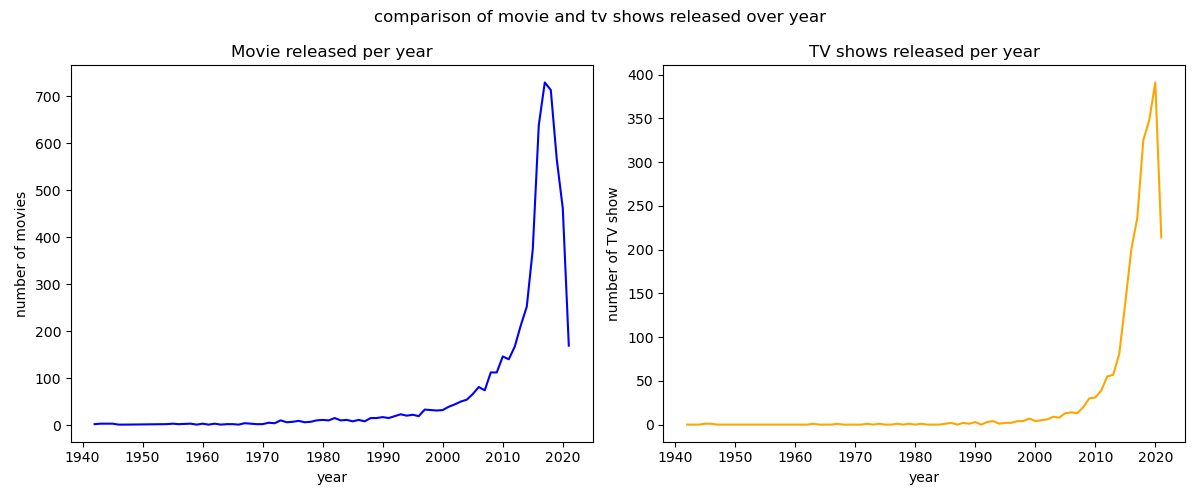 comparison of movie and tv shows released over year
Movie released per year
number of movies
700
600
500
400
300
200
100
0
1940 1950 1960 1970 1980 1990 2000 2010 2020
year
TV shows released per year
number of TV show
400
350
300
250
200
150
100
50
0
1940 1950 1960 1970 1980 1990 2000 2010 2020
year